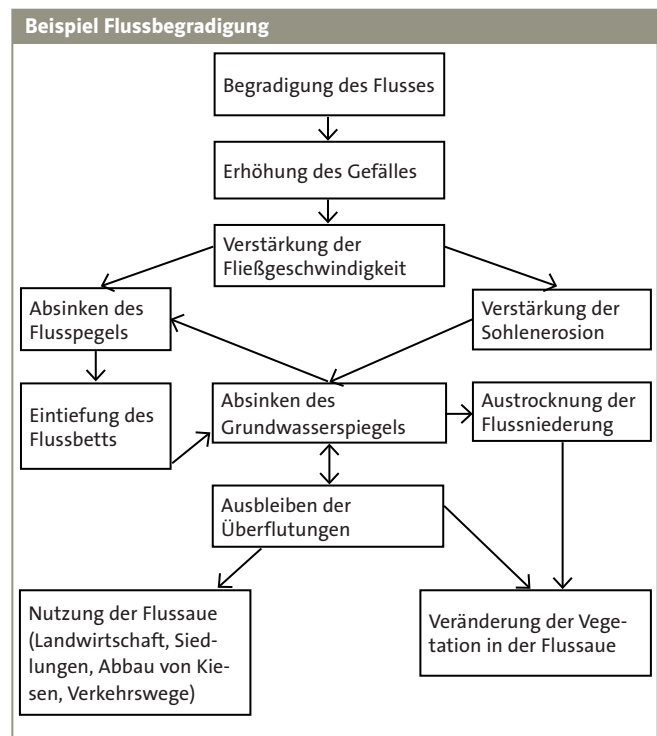 Beispiel Flussbegradigung
Begradigung des Flusses
Erhöhung des Gefälles
Verstärkung der
Fließgeschwindigkeit
Absinken des
Flusspegels
Verstärkung der
Sohlenerosion
Eintiefung des
Flussbetts
Absinken des
Grundwasserspiegels
Austrocknung der
Flussniederung
Ausbleiben der
Überflutungen
Nutzung der Flussaue
(Landwirtschaft, Sied-
lungen, Abbau von Kie-
sen, Verkehrswege)
Veränderung der Vege-
tation in der Flussaue